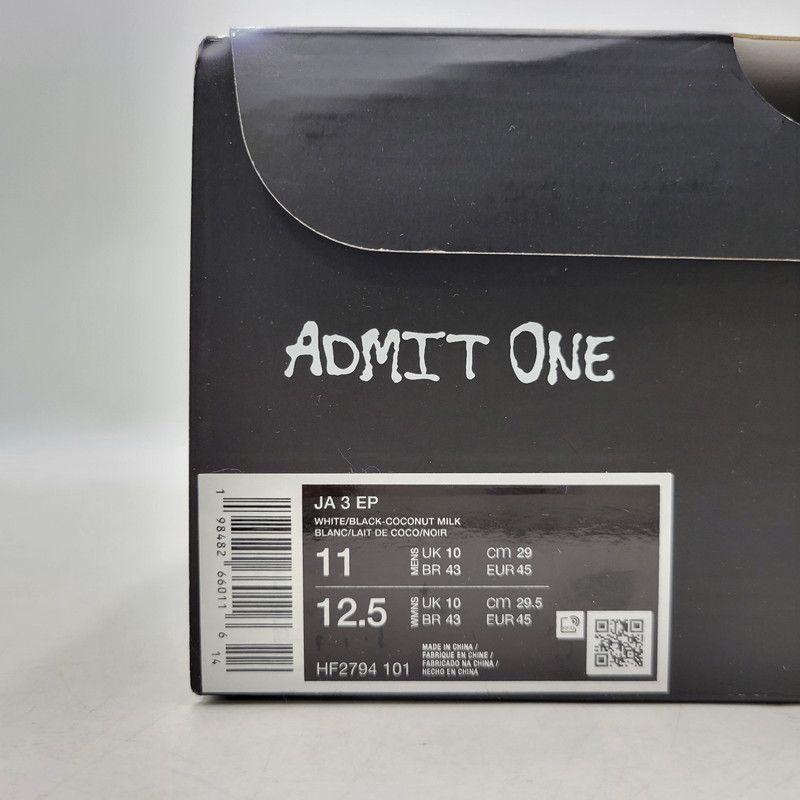 ADMIT ONE
JA 3 EP
WHITE/BLACK-COCONUT MILK
BLANC/LAIT DE COCO/NOIR
11 MENS UK 10 cm 29
BR 43 EUR 45
12.5 WMNS UK 10 cm 29.5
BR 43 EUR 45
HF2794 101
MADE IN CHINA /
FABRIQUE EN CHINE /
FABRICADO NA CHINA /
HECHO EN CHINA
1 98482 66011 6 14